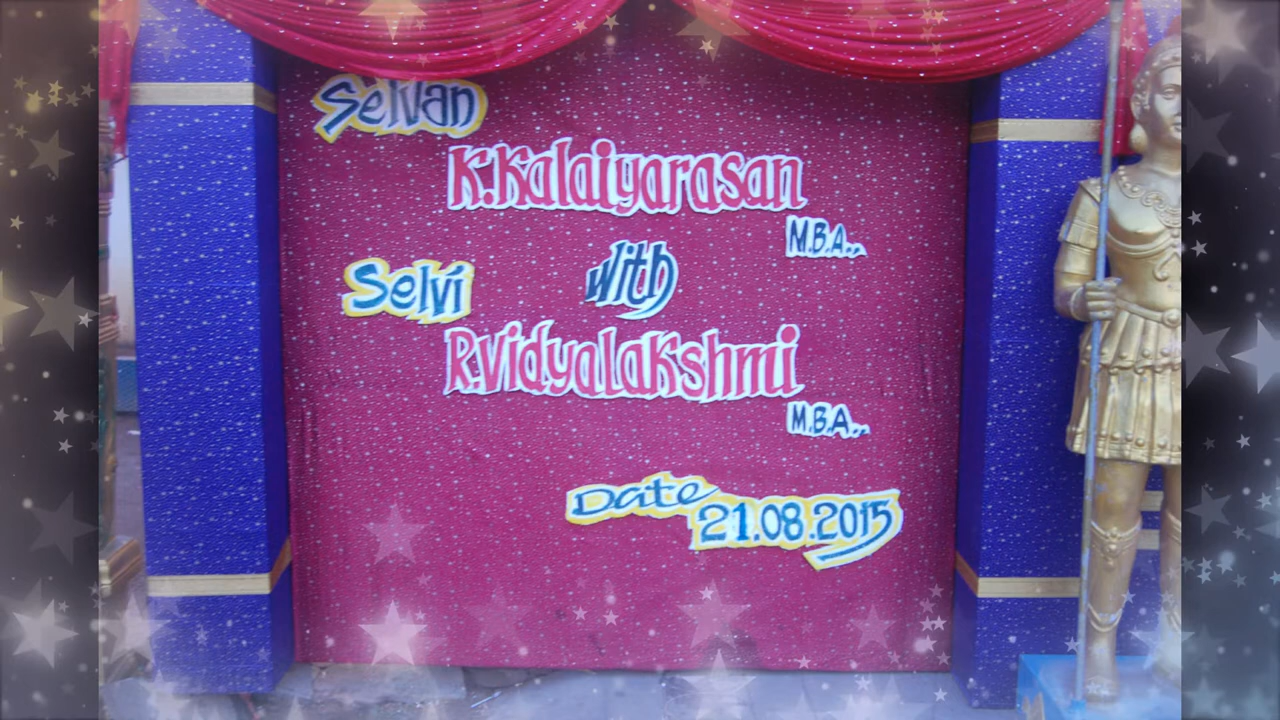 Selvan
K.Kalaiyarasan
M.B.A..,
Selvi With
R.Vidyalakshmi
M.B.A..,
Date
21.08.2015